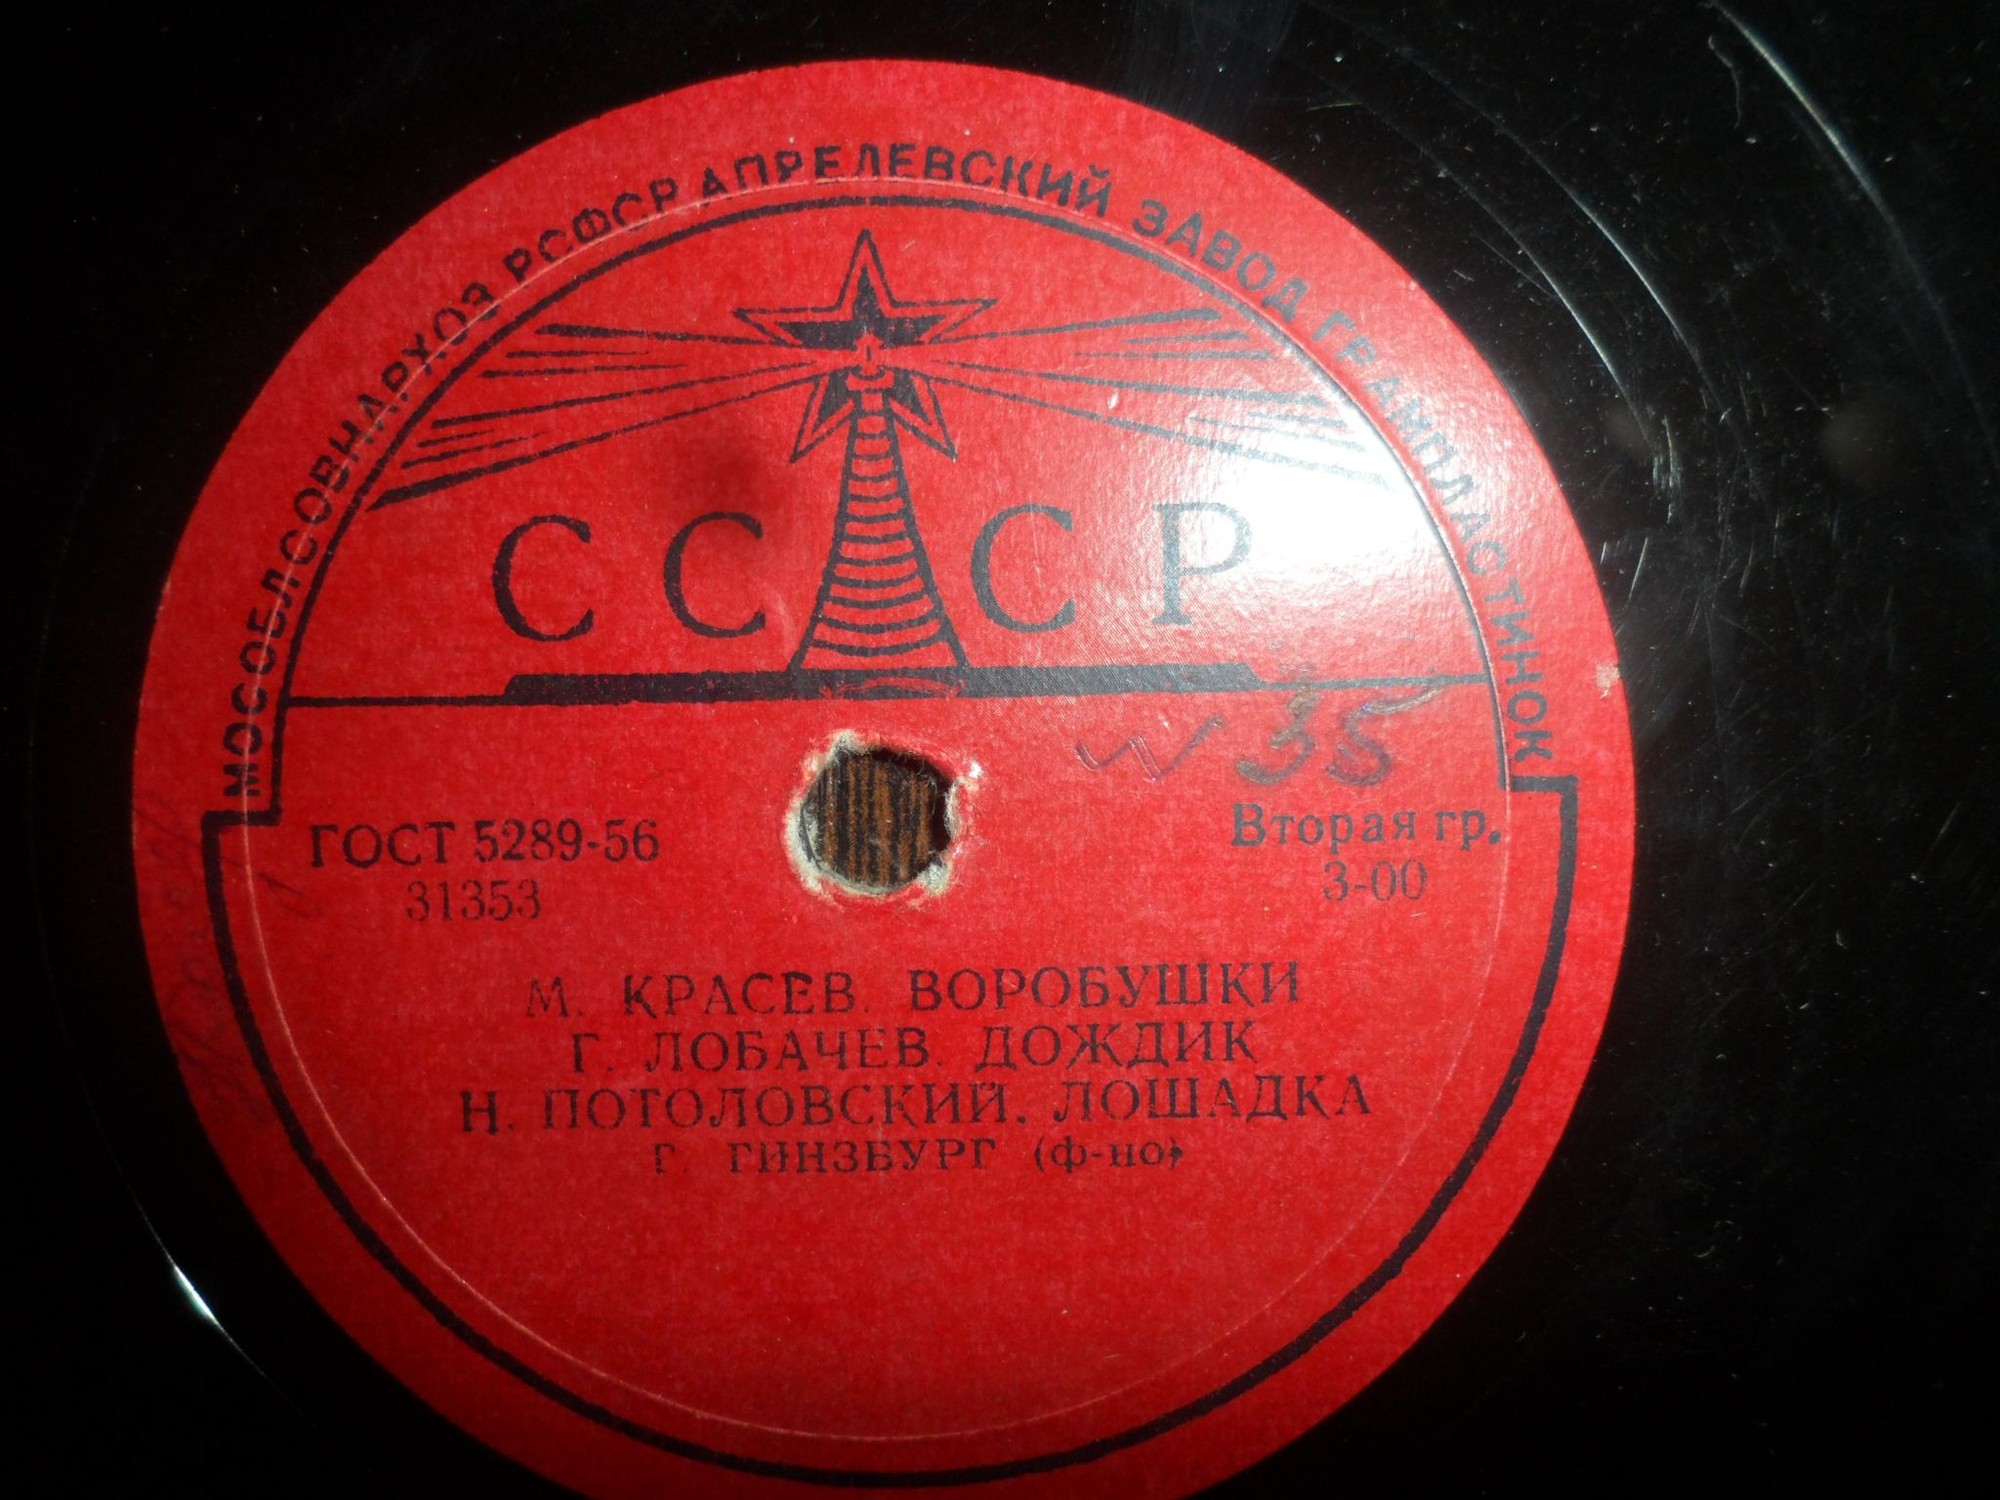 МОСОБЛСОВНАРХОЗ РСФСР АПРЕЛЕВСКИЙ ЗАВОД ГРАМПЛАСТИНОК
СССР
N 35
ГОСТ 5289-56
31353
Вторая гр.
3-00
М. КРАСЕВ. ВОРОБУШКИ
Г. ЛОБАЧЕВ. ДОЖДИК
Н. ПОТОЛОВСКИЙ. ЛОШАДКА
Г. ГИНЗБУРГ (ф-но)